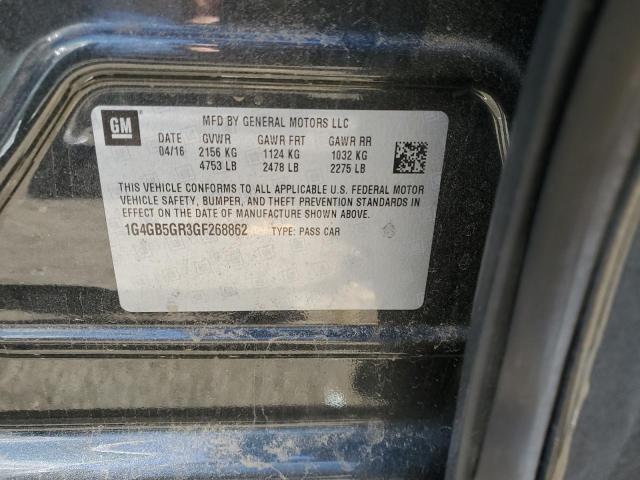 GM
MFD BY GENERAL MOTORS LLC
DATE GVWR GAWR FRT GAWR RR
04/16 2156 KG 1124 KG 1032 KG
4753 LB 2478 LB 2275 LB
THIS VEHICLE CONFORMS TO ALL APPLICABLE U.S. FEDERAL MOTOR
VEHICLE SAFETY, BUMPER, AND THEFT PREVENTION STANDARDS
IN EFFECT ON THE DATE OF MANUFACTURE SHOWN ABOVE.
1G4GB5GR3GF268862 TYPE: PASS CAR